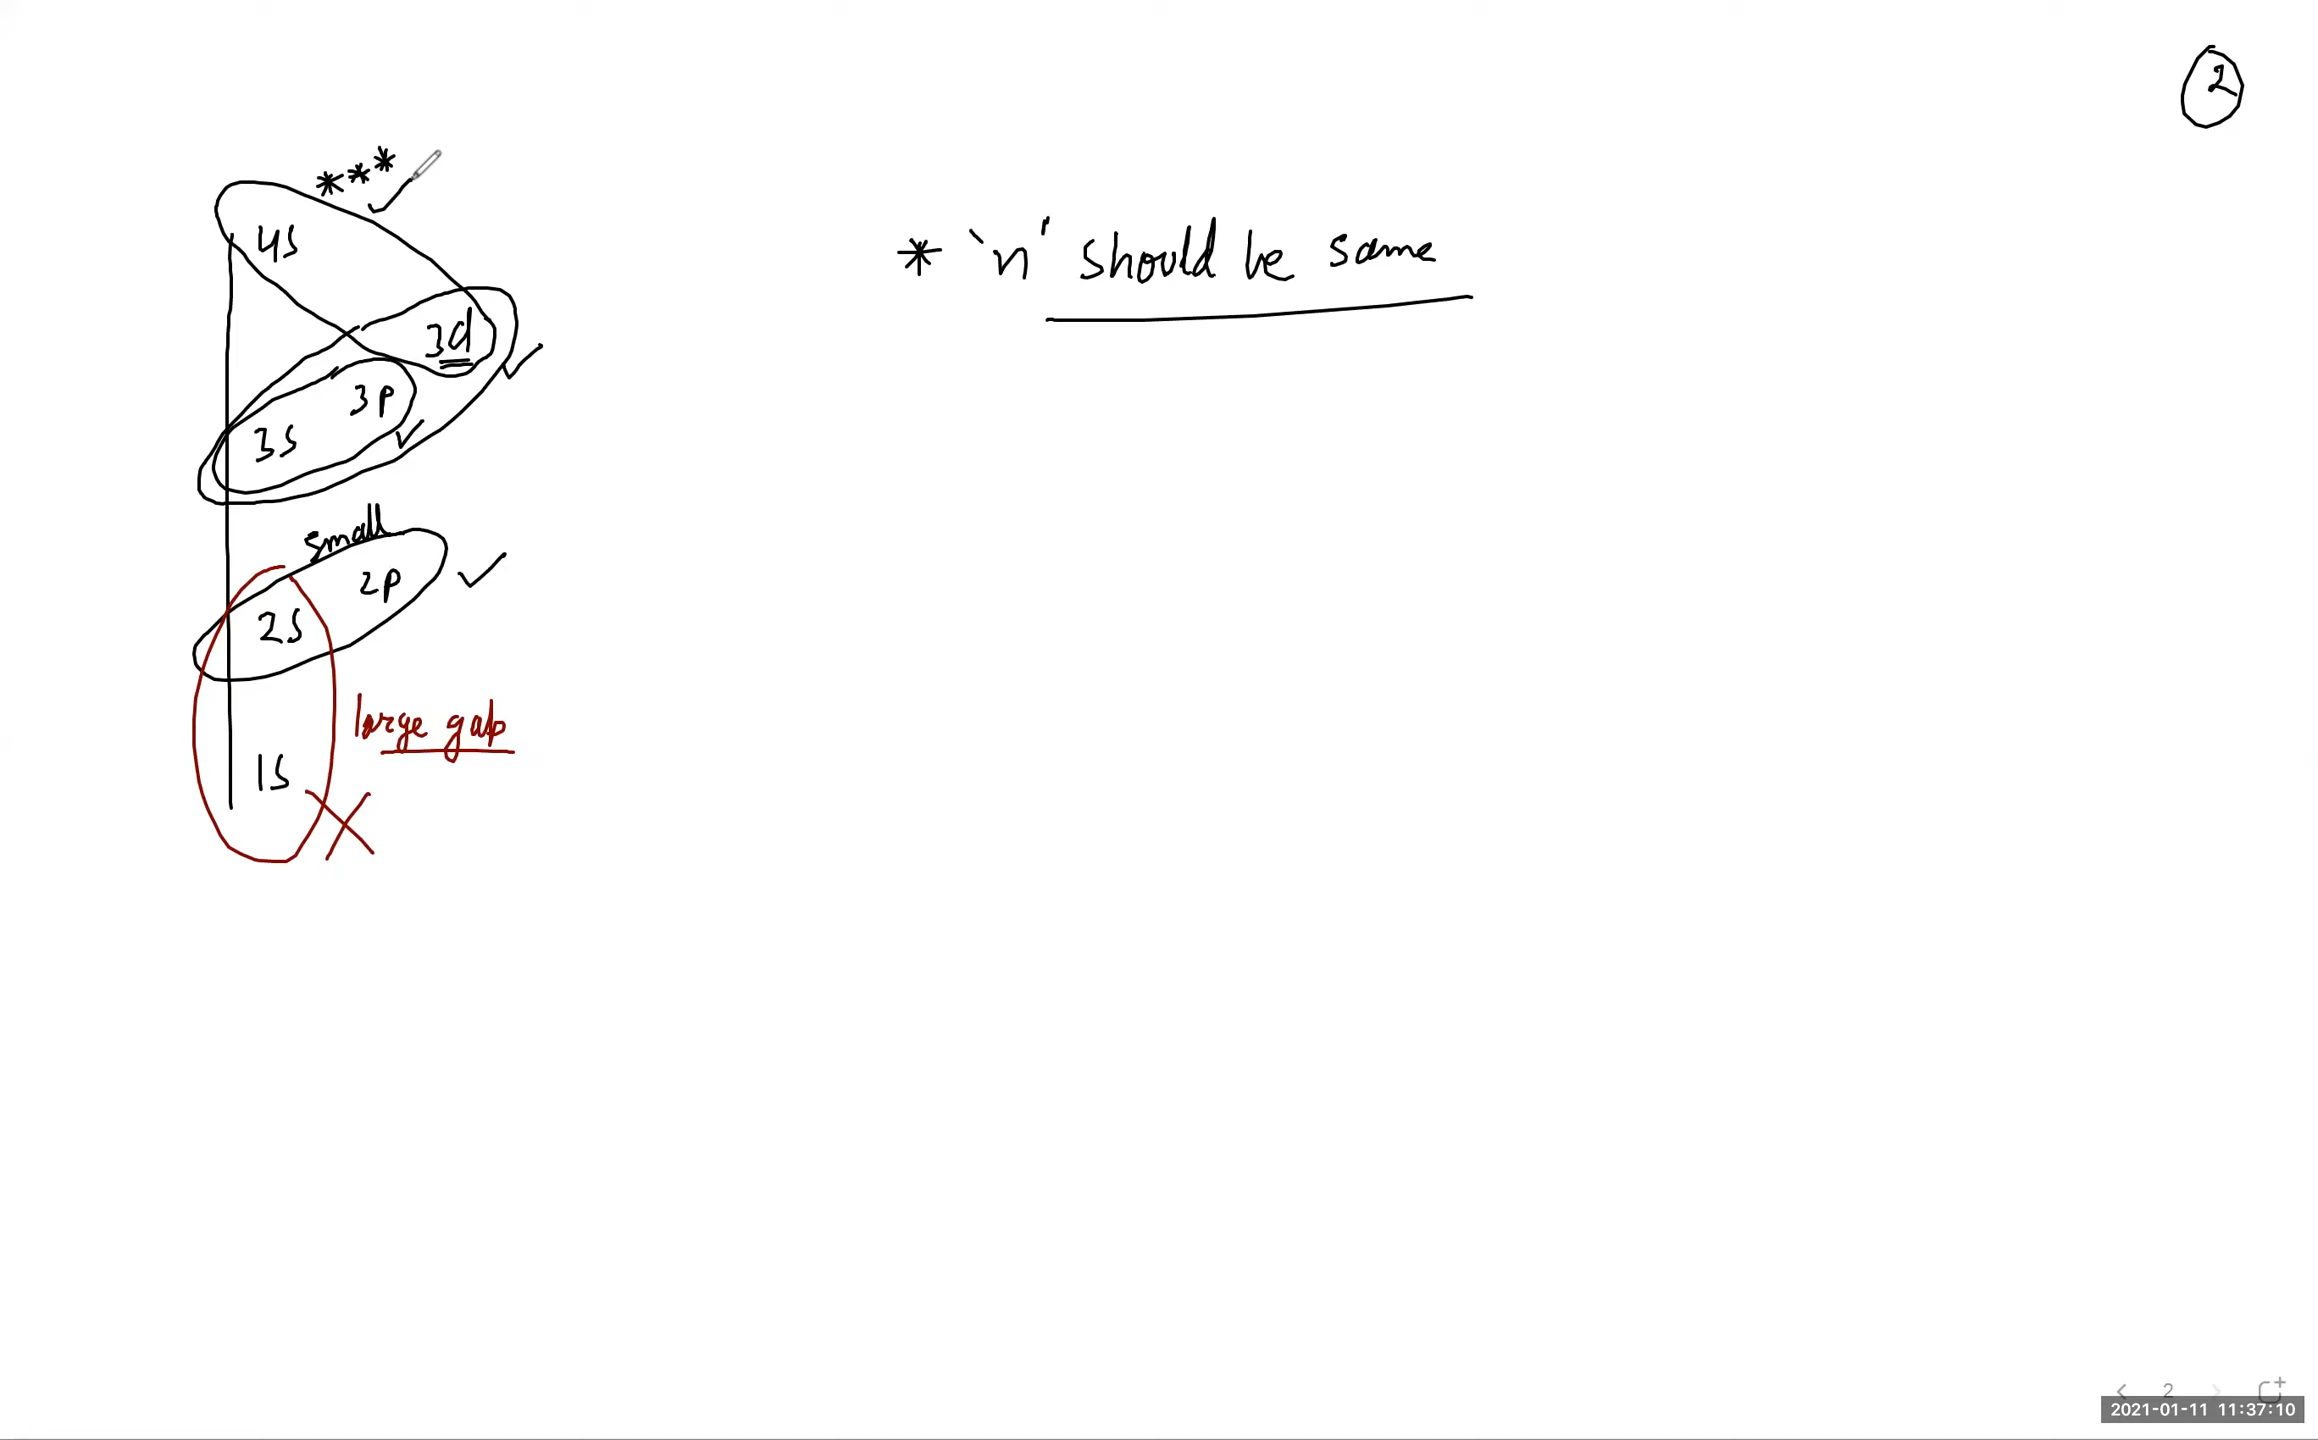 2
***
4s
* 'n' should be same
3d
3p
3s
small
2p
2s
large gap
1s
2
2021-01-11 11:37:10